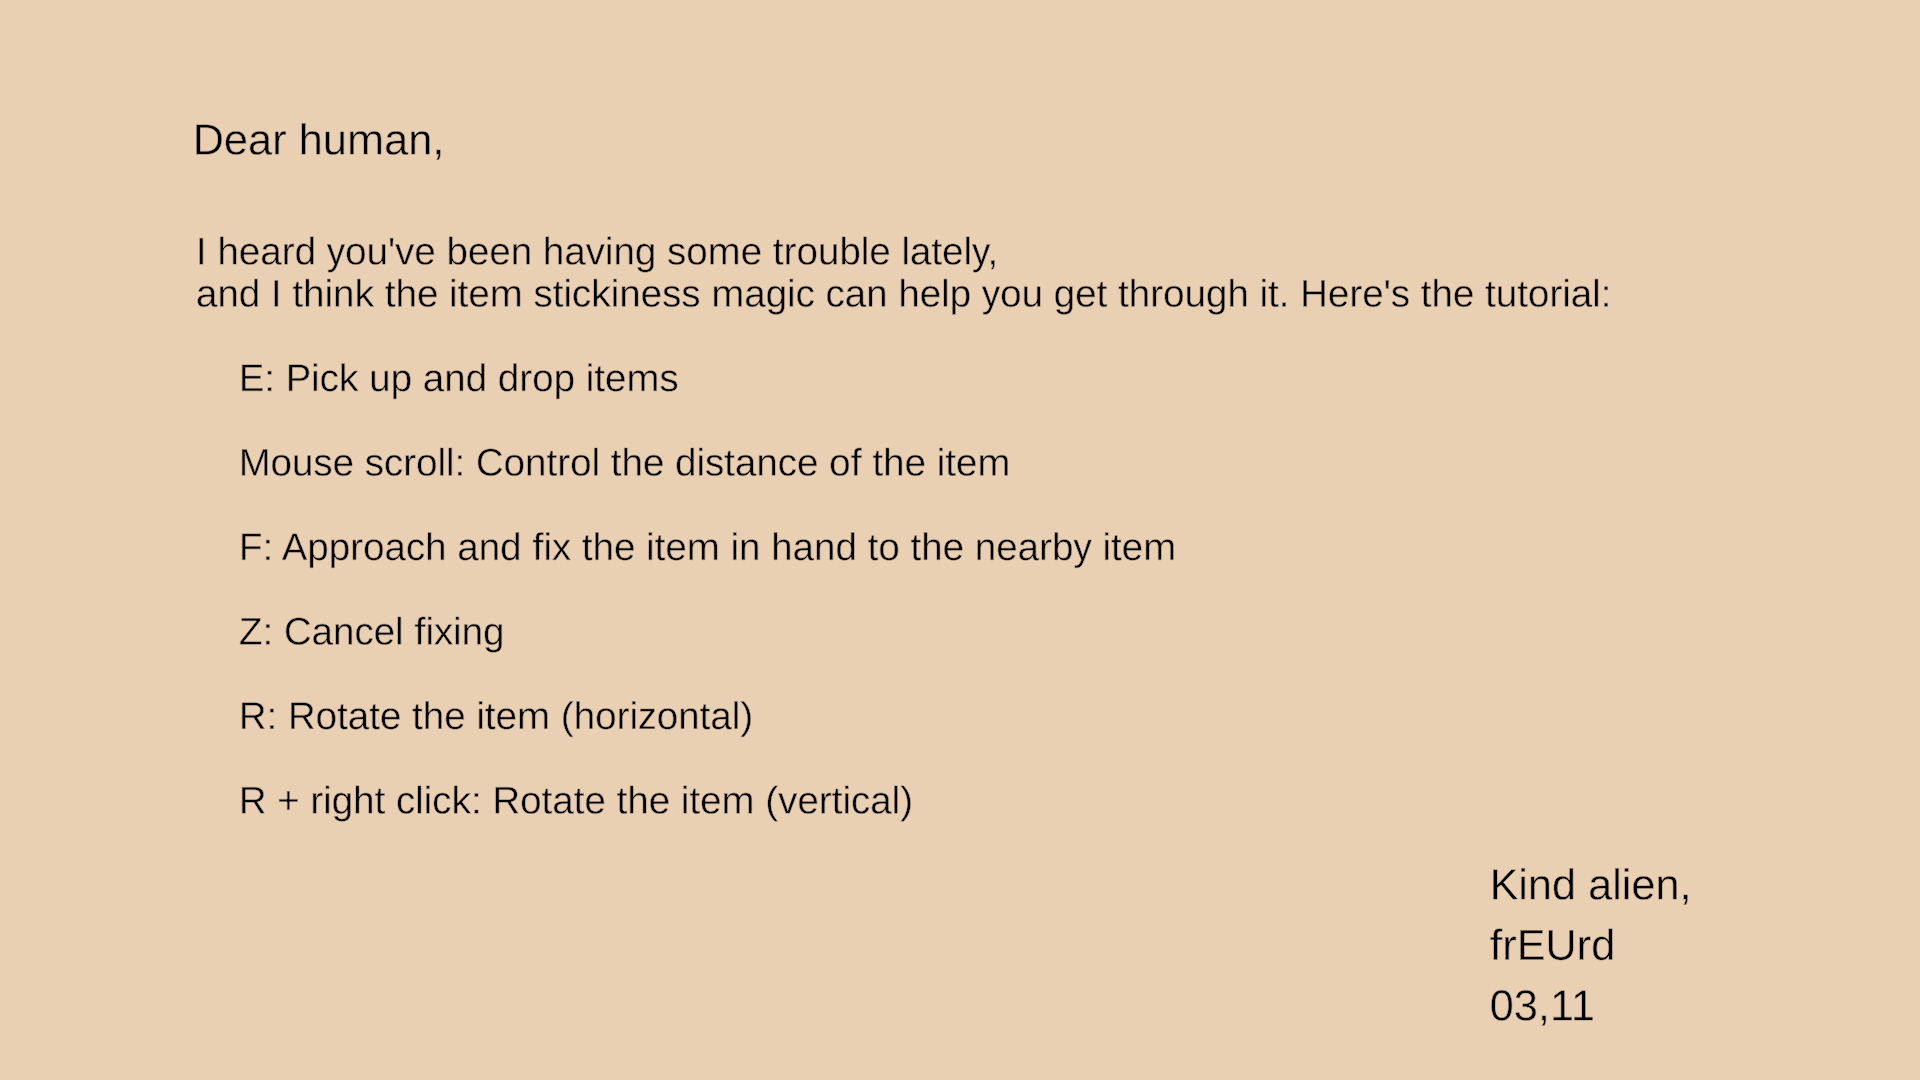 Dear human,
I heard you've been having some trouble lately,
and I think the item stickiness magic can help you get through it. Here's the tutorial:
E: Pick up and drop items
Mouse scroll: Control the distance of the item
F: Approach and fix the item in hand to the nearby item
Z: Cancel fixing
R: Rotate the item (horizontal)
R + right click: Rotate the item (vertical)
Kind alien,
frEUrd
03,11